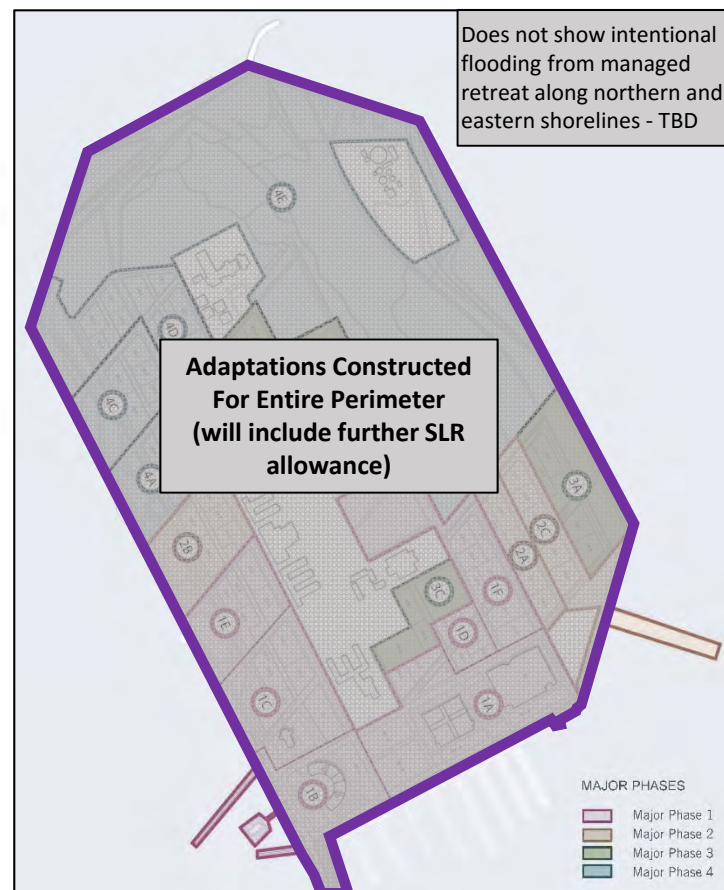 Does not show intentional
flooding from managed
retreat along northern and
eastern shorelines - TBD
4E
4D
Adaptations Constructed
For Entire Perimeter
(will include further SLR
allowance)
4C
4A
3A
2C
2B
2A
1F
3C
1E
1D
1C
1A
1B
MAJOR PHASES
Major Phase 1
Major Phase 2
Major Phase 3
Major Phase 4